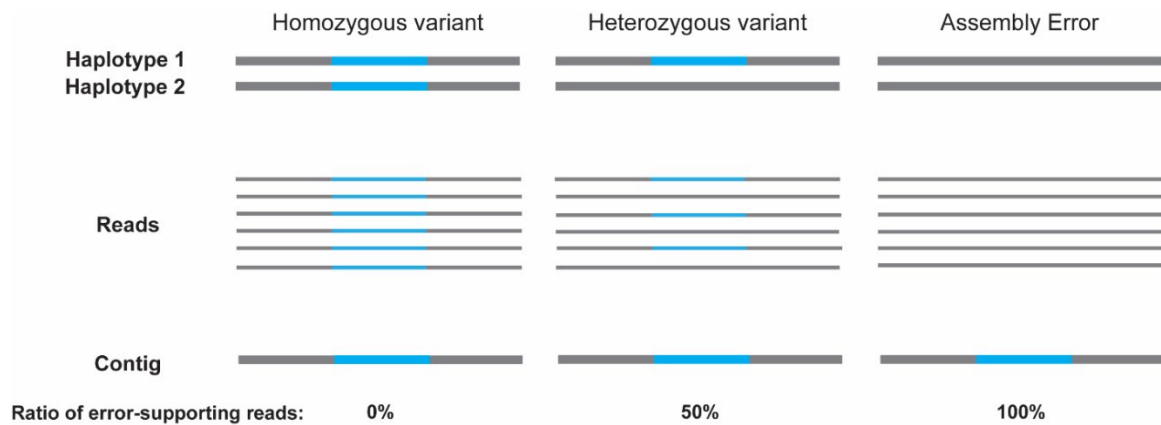 Homozygous variant Heterozygous variant Assembly Error
Haplotype 1
Haplotype 2
Reads
Contig
Ratio of error-supporting reads: 0% 50% 100%